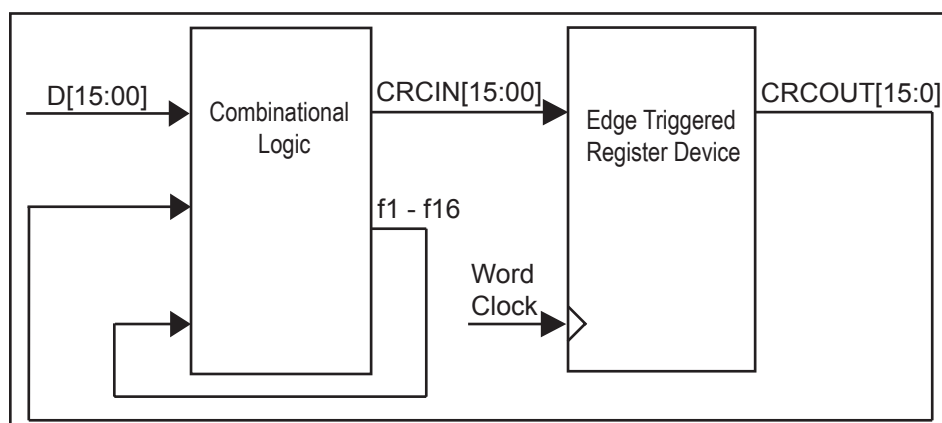 D[15:00]
Combinational
Logic
CRCIN[15:00]
f1 - f16
Edge Triggered
Register Device
Word
Clock
CRCOUT[15:0]